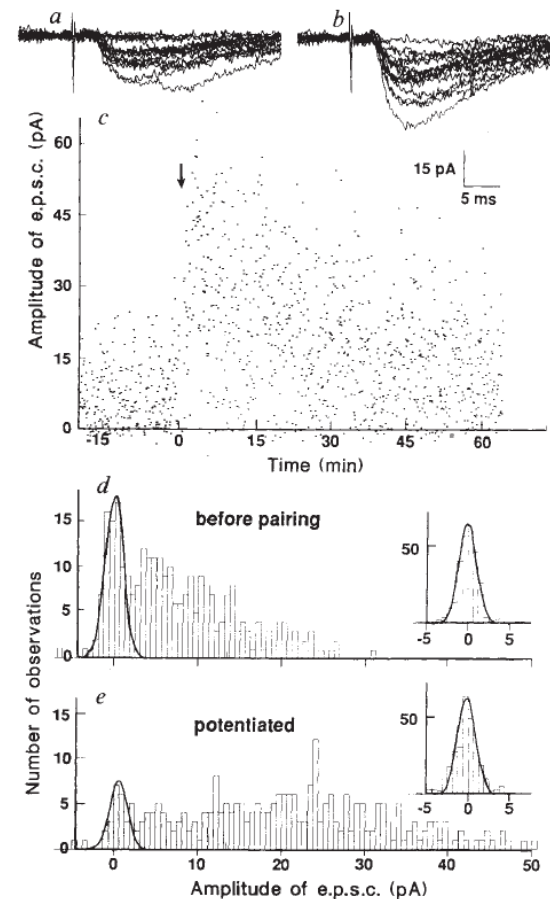 a
b
c
60
45
30
15
0
Amplitude of e.p.s.c. (pA)
15 pA
5 ms
-15 0 15 30 45 60
Time (min)
d
before pairing
15
10
5
0
50
-5 0 5
e
potentiated
15
10
5
0
50
-5 0 5
Number of observations
0 10 20 30 40 50
Amplitude of e.p.s.c. (pA)